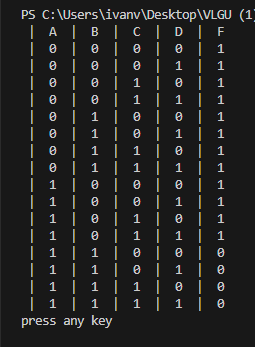 PS C:\Users\ivanv\Desktop\VLGU (1)
| A | B | C | D | F
| 0 | 0 | 0 | 0 | 1
| 0 | 0 | 0 | 1 | 1
| 0 | 0 | 1 | 0 | 1
| 0 | 0 | 1 | 1 | 1
| 0 | 1 | 0 | 0 | 1
| 0 | 1 | 0 | 1 | 1
| 0 | 1 | 1 | 0 | 1
| 0 | 1 | 1 | 1 | 1
| 1 | 0 | 0 | 0 | 1
| 1 | 0 | 0 | 1 | 1
| 1 | 0 | 1 | 0 | 1
| 1 | 0 | 1 | 1 | 1
| 1 | 1 | 0 | 0 | 0
| 1 | 1 | 0 | 1 | 0
| 1 | 1 | 1 | 0 | 0
| 1 | 1 | 1 | 1 | 0
press any key